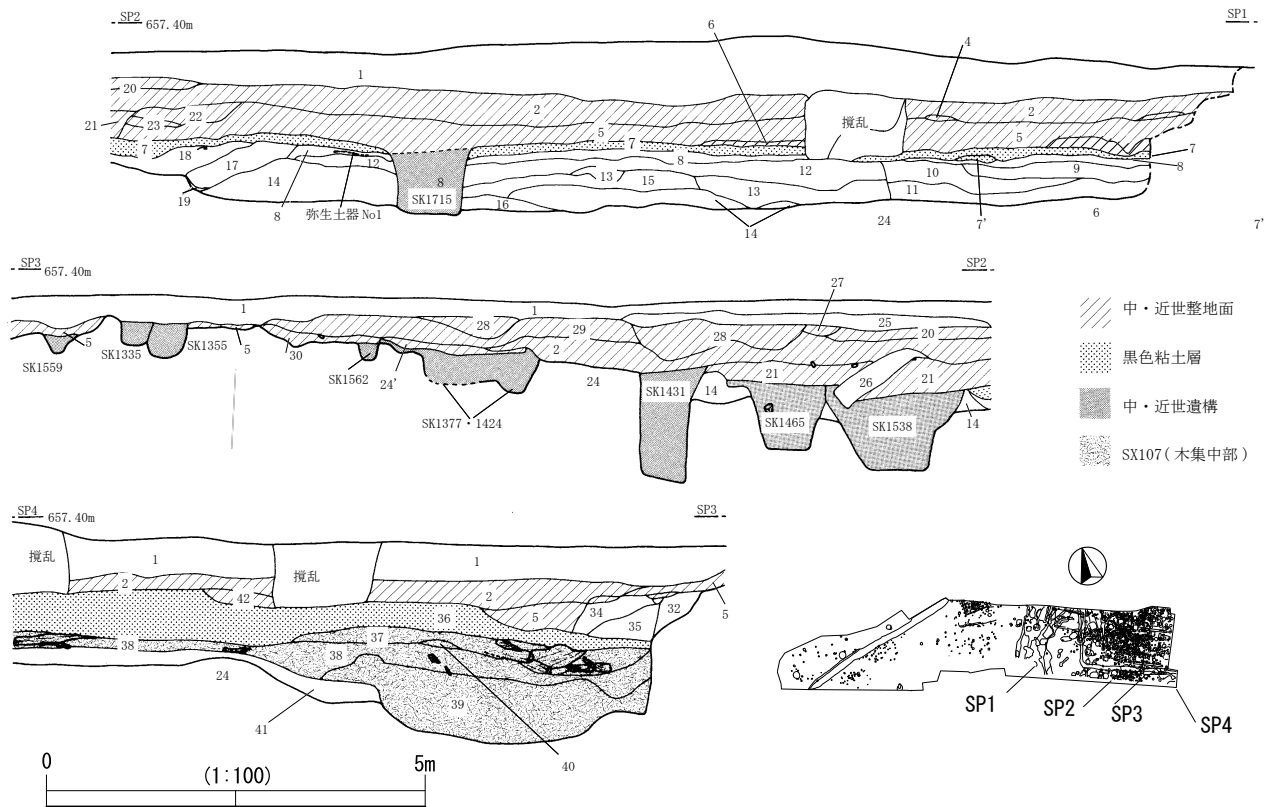 SP2 657.40m
SP1
6
4
1
20
2
2
22
21
23
5
5
7
7
18
12
8
撹乱
12
7
17
14
8
SK1715
13
15
13
10
9
8
11
19
8
弥生土器 No1
16
14
24
7'
6
7'
SP3 657.40m
SP2
27
1
1
25
28
29
28
20
5
SK1335
SK1355
5
30
2
21
SK1559
SK1562
24'
24
SK1431
14
26
21
SK1377・1424
SK1465
SK1538
14
中・近世整地面
黒色粘土層
中・近世遺構
SX107(木集中部)
SP4 657.40m
SP3
撹乱
1
撹乱
1
2
2
42
36
5
34
32
5
35
38
37
38
24
39
41
40
0
(1:100)
5m
SP1
SP2
SP3
SP4